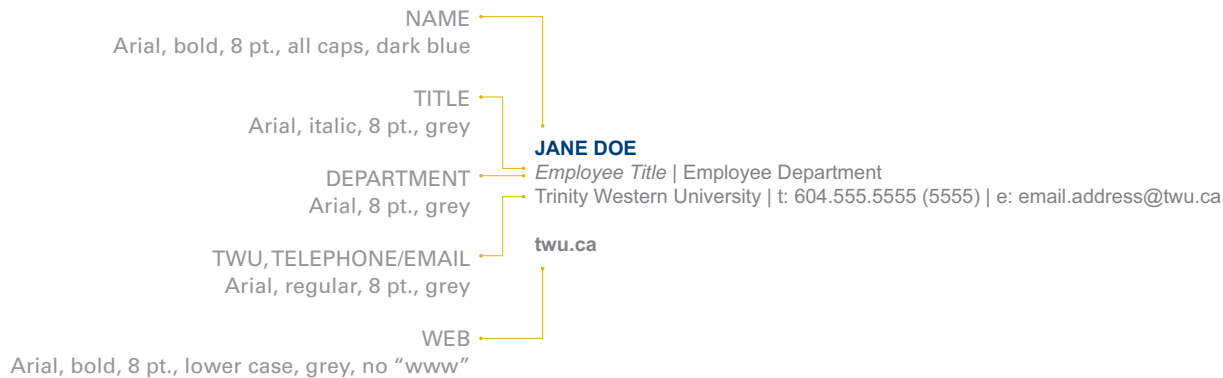 NAME
Arial, bold, 8 pt., all caps, dark blue
TITLE
Arial, italic, 8 pt., grey
DEPARTMENT
Arial, 8 pt., grey
TWU, TELEPHONE/EMAIL
Arial, regular, 8 pt., grey
WEB
Arial, bold, 8 pt., lower case, grey, no “www”
JANE DOE
Employee Title | Employee Department
Trinity Western University | t: 604.555.5555 (5555) | e: email.address@twu.ca
twu.ca